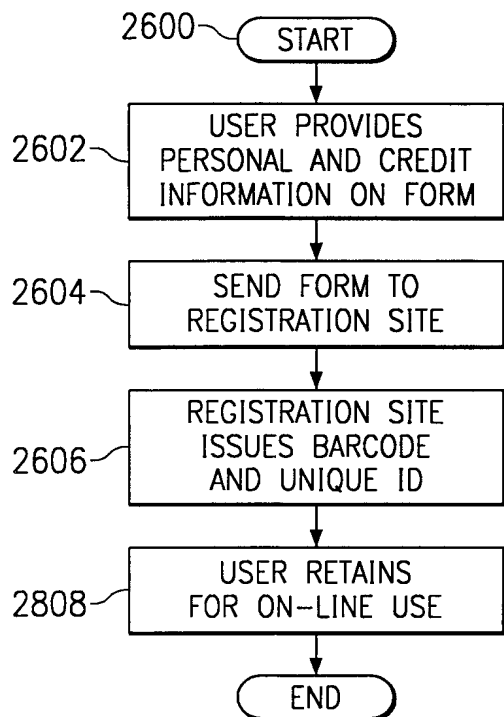 2600
START
2602
USER PROVIDES
PERSONAL AND CREDIT
INFORMATION ON FORM
2604
SEND FORM TO
REGISTRATION SITE
2606
REGISTRATION SITE
ISSUES BARCODE
AND UNIQUE ID
2808
USER RETAINS
FOR ON-LINE USE
END